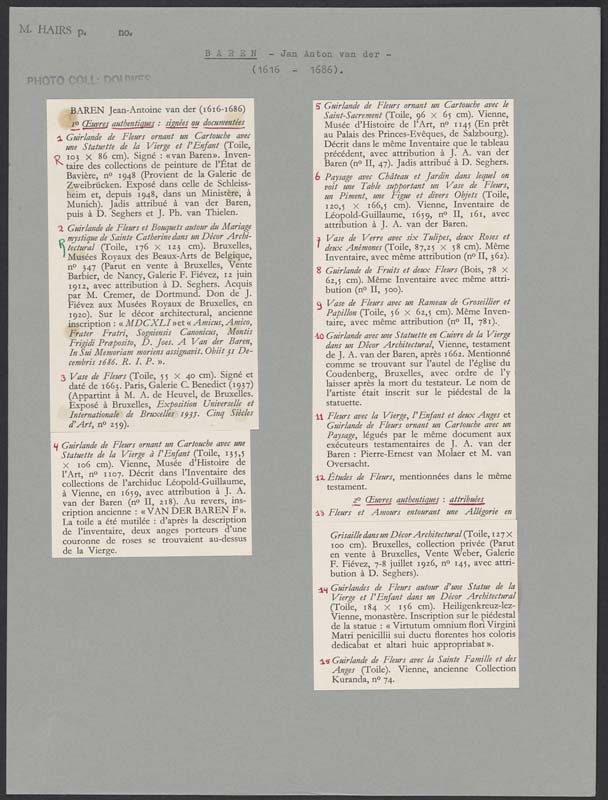 M. HAIRS p. no.
BAREN - Jan Anton van der -
(1616 - 1686).
PHOTO COLL: DOUWES
BAREN Jean-Antoine van der (1616-1686)
1º Œuvres authentiques : signées ou documentées
1 Guirlande de Fleurs ornant un Cartouche avec
une Statuette de la Vierge et l'Enfant (Toile,
R 103 × 86 cm). Signé : « van Baren ». Inven-
taire des collections de peinture de l'État de
Bavière, nº 1948 (Provient de la Galerie de
Zweibrücken. Exposé dans celle de Schleiss-
heim et, depuis 1948, dans un Ministère, à
Munich). Jadis attribué à van der Baren,
puis à D. Seghers et J. Ph. van Thielen.
2 Guirlande de Fleurs et Bouquets autour du Mariage
mystique de Sainte Catherine dans un Décor Archi-
R tectural (Toile, 176 × 123 cm). Bruxelles,
Musées Royaux des Beaux-Arts de Belgique,
nº 347 (Parut en vente à Bruxelles, Vente
Barbier, de Nancy, Galerie F. Fiévez, 12 juin
1912, avec attribution à D. Seghers. Acquis
par M. Cremer, de Dortmund. Don de J.
Fiévez aux Musées Royaux de Bruxelles, en
1920). Sur le décor architectural, ancienne
inscription : « MDCXLI » et « Amicus, Amico,
Frater Fratri, Sogniensis Canonicus, Montis
Frigidi Præposito, D. Joes. A Van der Baren,
In Sui Memoriam moriens assignavit. Obiit 31 De-
cembris 1686. R. I. P. ».
3 Vase de Fleurs (Toile, 55 × 40 cm). Signé et
daté de 1663. Paris, Galerie C. Benedict (1937)
(Appartint à M. A. de Heuvel, de Bruxelles.
Exposé à Bruxelles, Exposition Universelle et
Internationale de Bruxelles 1935. Cinq Siècles
d'Art, nº 259).
4 Guirlande de Fleurs ornant un Cartouche avec une
Statuette de la Vierge à l'Enfant (Toile, 135,5
× 106 cm). Vienne, Musée d'Histoire de
l'Art, nº 1107. Décrit dans l'Inventaire des
collections de l'archiduc Léopold-Guillaume,
à Vienne, en 1659, avec attribution à J. A.
van der Baren (nº II, 218). Au revers, ins-
cription ancienne : « VAN DER BAREN F ».
La toile a été mutilée : d'après la description
de l'inventaire, deux anges porteurs d'une
couronne de roses se trouvaient au-dessus
de la Vierge.
5 Guirlande de Fleurs ornant un Cartouche avec le
Saint-Sacrement (Toile, 96 × 65 cm). Vienne,
Musée d'Histoire de l'Art, nº 1145 (En prêt
au Palais des Princes-Evêques, de Salzbourg).
Décrit dans le même Inventaire que le tableau
précédent, avec attribution à J. A. van der
Baren (nº II, 47). Jadis attribué à D. Seghers.
6 Paysage avec Château et Jardin dans lequel on
voit une Table supportant un Vase de Fleurs,
un Piment, une Figue et divers Objets (Toile,
120,5 × 166,5 cm). Vienne, Inventaire de
Léopold-Guillaume, 1659, nº II, 161, avec
attribution à J. A. van der Baren.
7 Vase de Verre avec six Tulipes, deux Roses et
deux Anémones (Toile, 87,25 × 58 cm). Même
Inventaire, avec même attribution (nº II, 362).
8 Guirlande de Fruits et deux Fleurs (Bois, 78 ×
62,5 cm). Même Inventaire avec même attri-
bution (nº II, 500).
9 Vase de Fleurs avec un Rameau de Groseillier et
Papillon (Toile, 56 × 62,5 cm). Même Inven-
taire, avec même attribution (nº II, 781).
10 Guirlande avec une Statuette en Cuivre de la Vierge
dans un Décor Architectural, Vienne, testament
de J. A. van der Baren, après 1662. Mentionné
comme se trouvant sur l'autel de l'église du
Coudenberg, Bruxelles, avec ordre de l'y
laisser après la mort du testateur. Le nom de
l'artiste était inscrit sur le piédestal de la
statuette.
11 Fleurs avec la Vierge, l'Enfant et deux Anges et
Guirlande de Fleurs ornant un Cartouche avec un
Paysage, légués par le même document aux
exécuteurs testamentaires de J. A. van der
Baren : Pierre-Ernest van Molaer et M. van
Oversacht.
12 Études de Fleurs, mentionnées dans le même
testament.
2º Œuvres authentiques : attribuées
13 Fleurs et Amours entourant une Allégorie en
Grisaille dans un Décor Architectural (Toile, 127 ×
100 cm). Bruxelles, collection privée (Parut
en vente à Bruxelles, Vente Weber, Galerie
F. Fiévez, 7-8 juillet 1926, nº 145, avec attri-
bution à D. Seghers).
14 Guirlandes de Fleurs autour d'une Statue de la
Vierge et l'Enfant dans un Décor Architectural
(Toile, 184 × 156 cm). Heiligenkreuz-lez-
Vienne, monastère. Inscription sur le piédestal
de la statue : « Virtutum omnium flori Virgini
Matri penicillii sui ductu florentes hos coloris
dedicabat et altari huic appropriabat ».
15 Guirlande de Fleurs avec la Sainte Famille et des
Anges (Toile). Vienne, ancienne Collection
Kuranda, nº 74.